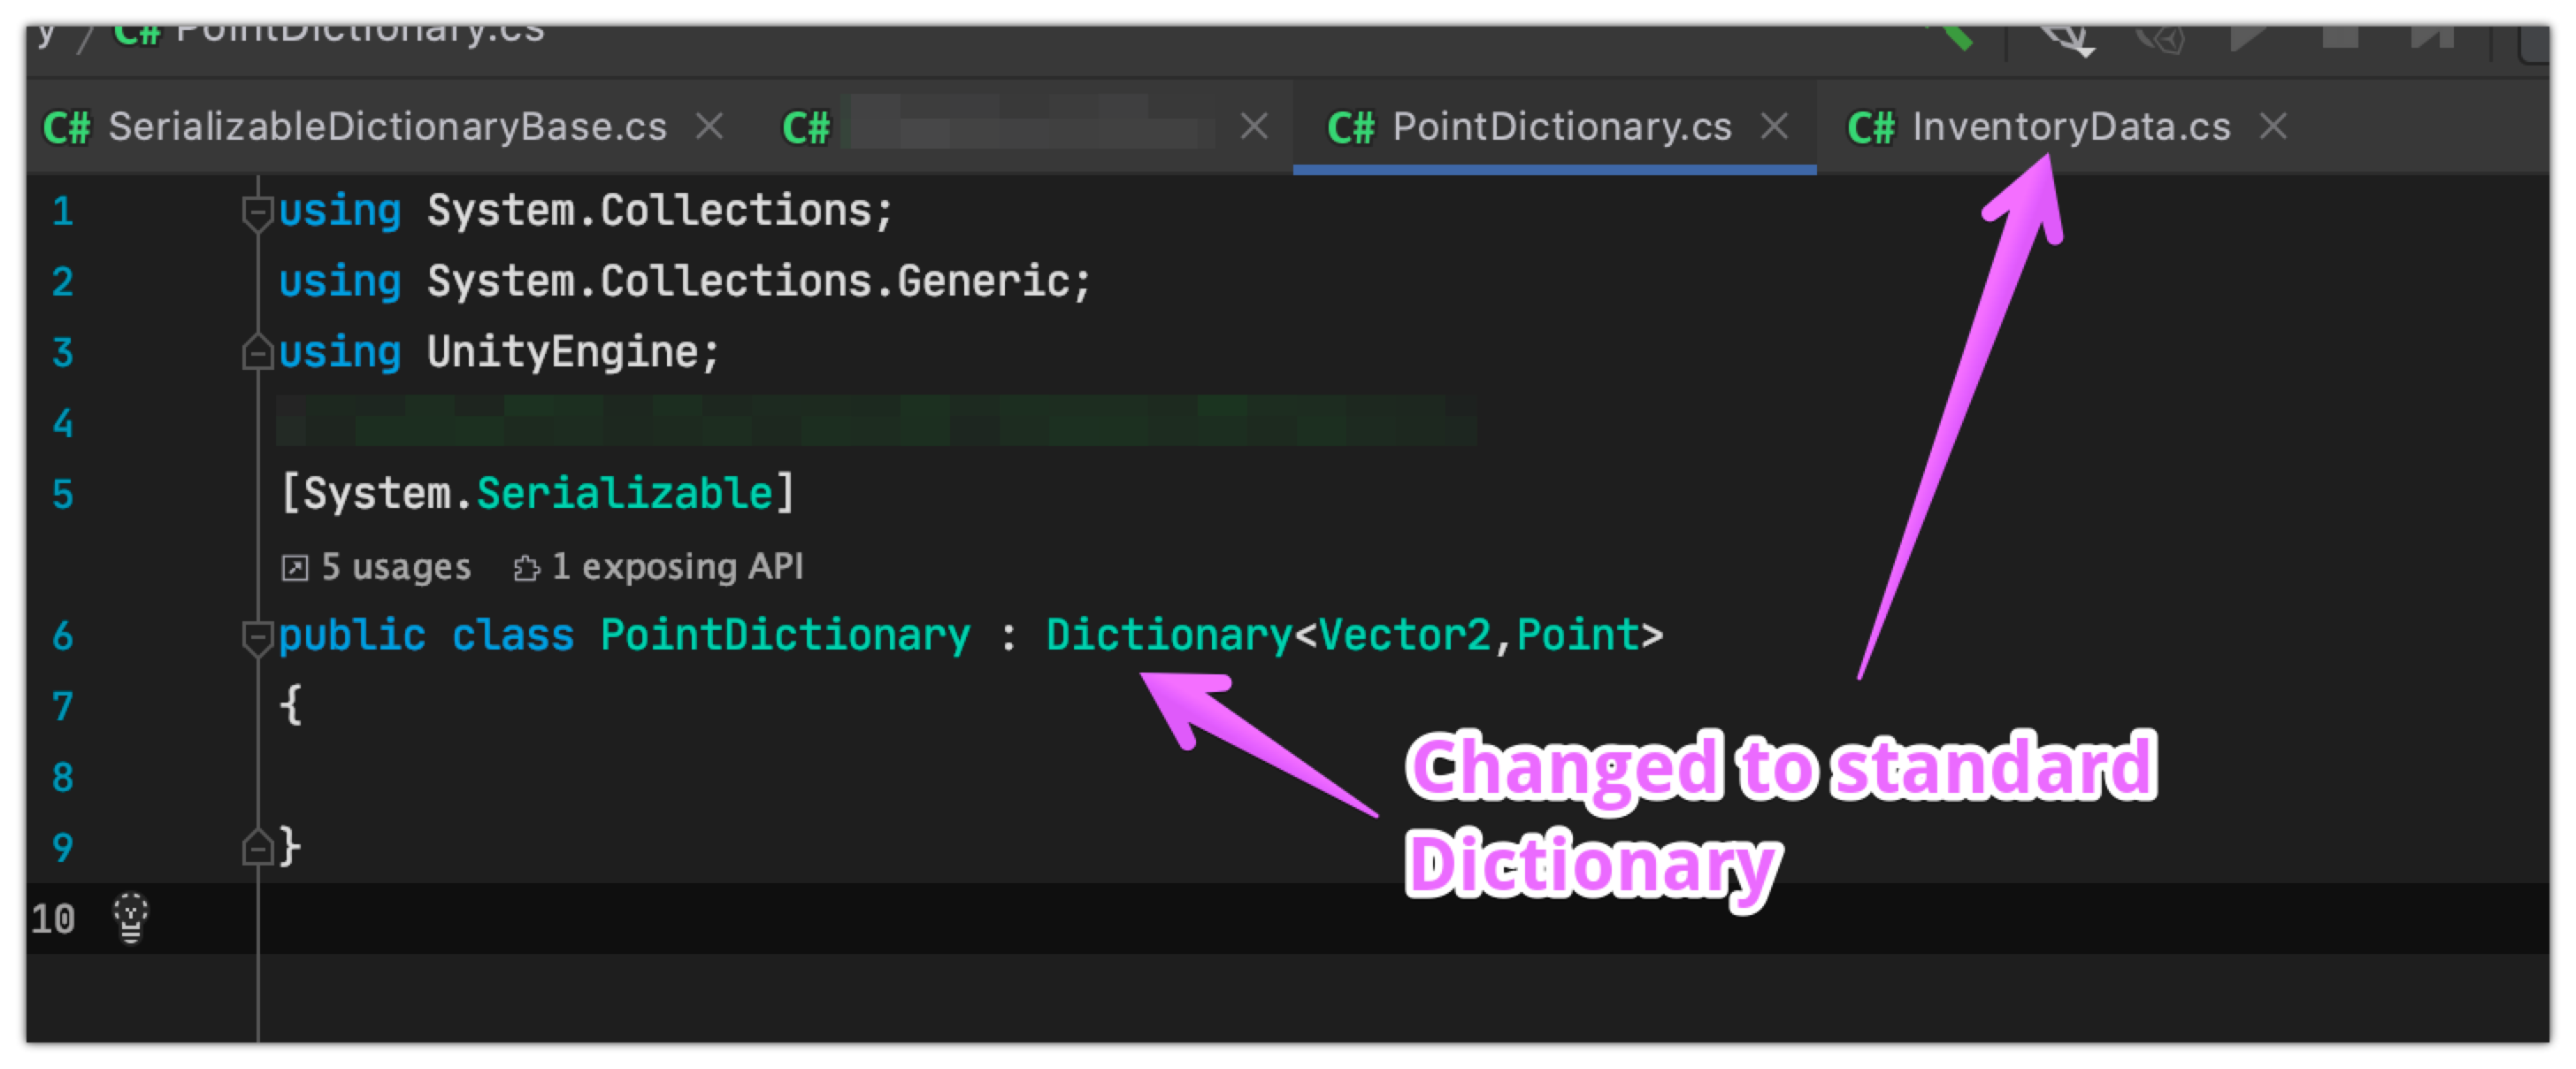 y / C# PointDictionary.cs
C# SerializableDictionaryBase.cs × C# × C# PointDictionary.cs × C# InventoryData.cs ×
1 using System.Collections;
2 using System.Collections.Generic;
3 using UnityEngine;
4
5 [System.Serializable]
5 usages 1 exposing API
6 public class PointDictionary : Dictionary<Vector2,Point>
7 {
8
9 }
10
Changed to standard
Dictionary